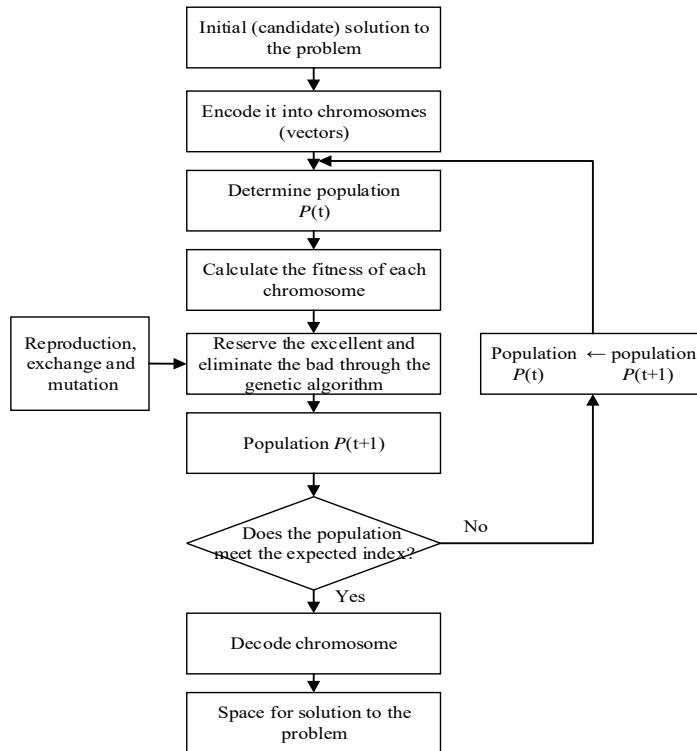 Initial (candidate) solution to
the problem
Encode it into chromosomes
(vectors)
Determine population
P(t)
Calculate the fitness of each
chromosome
Reproduction,
exchange and
mutation
Reserve the excellent and
eliminate the bad through the
genetic algorithm
Population ← population
P(t) P(t+1)
Population P(t+1)
Does the population
meet the expected index?
No
Yes
Decode chromosome
Space for solution to the
problem